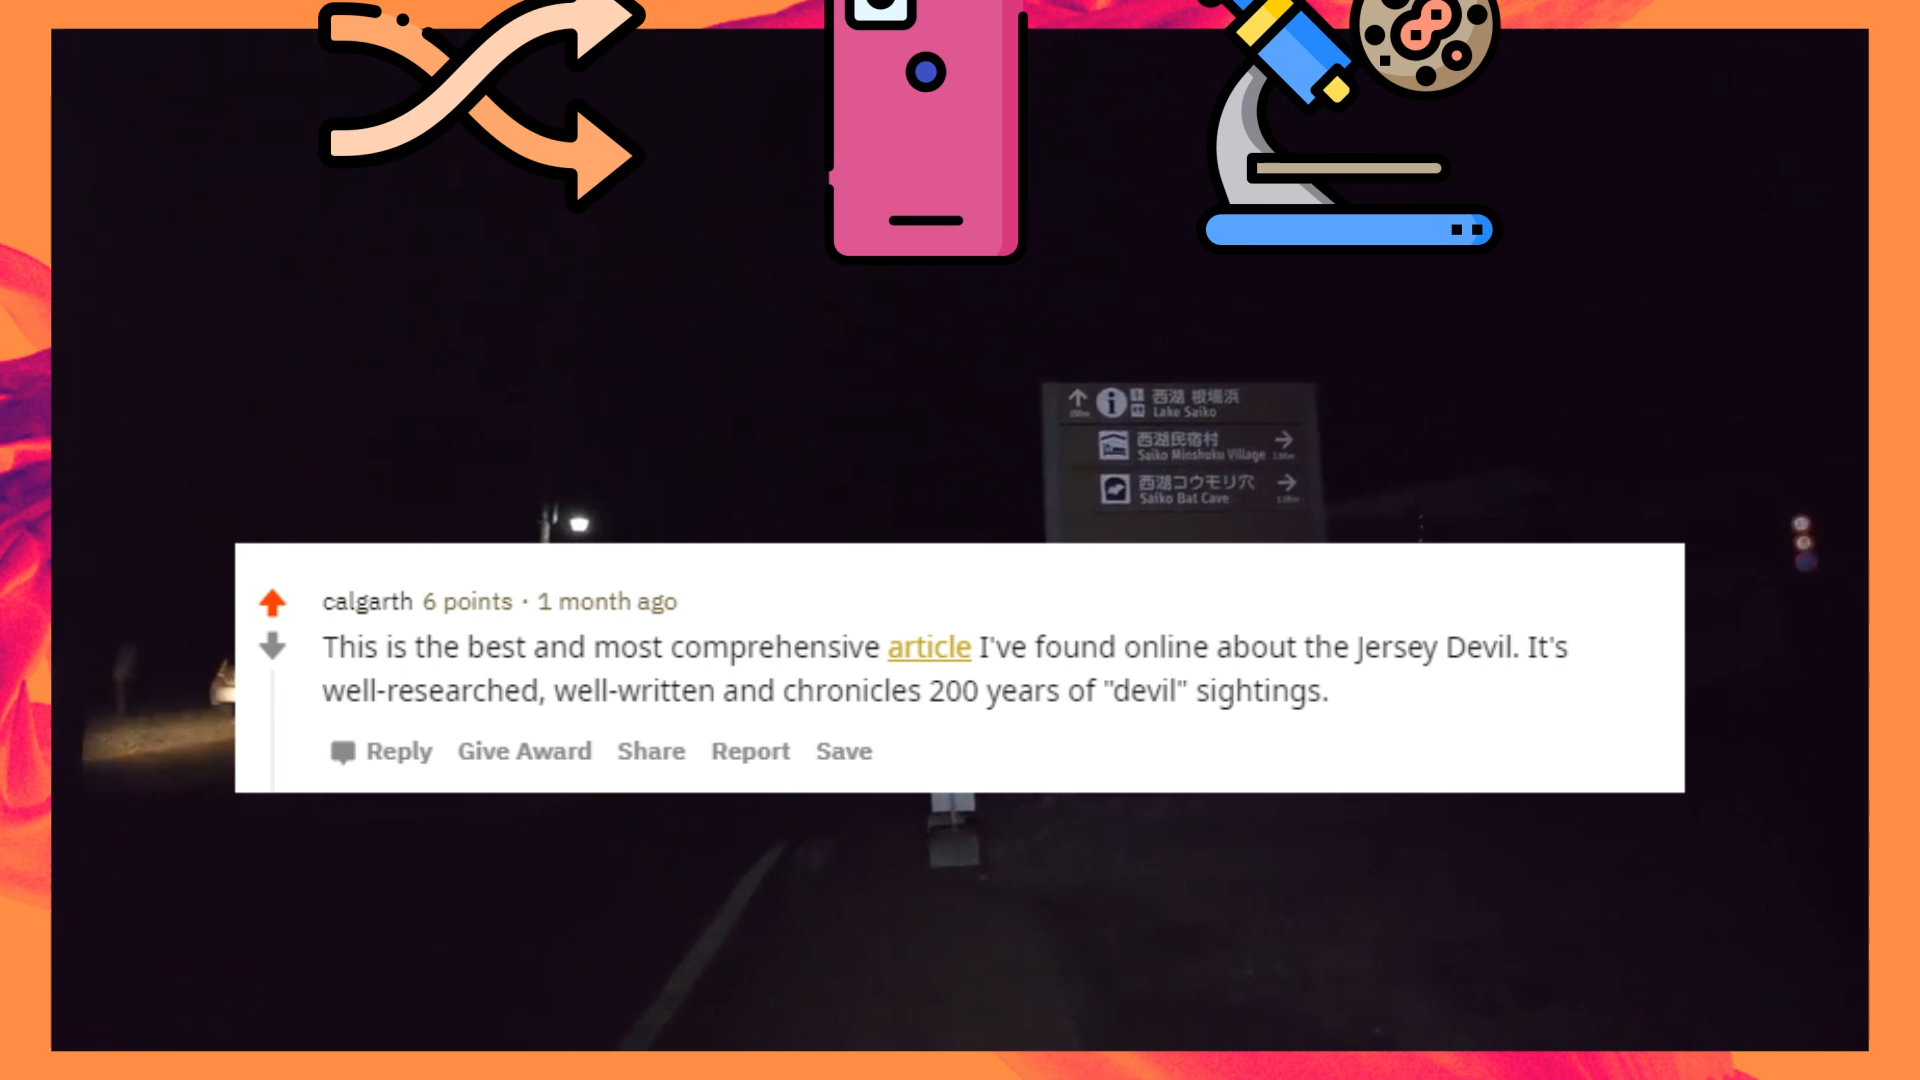 西湖 根場浜
Lake Saiko
西湖民宿村
Saiko Minshuku Village
西湖コウモリ穴
Saiko Bat Cave
calgarth 6 points · 1 month ago
This is the best and most comprehensive article I've found online about the Jersey Devil. It's
well-researched, well-written and chronicles 200 years of "devil" sightings.
Reply Give Award Share Report Save